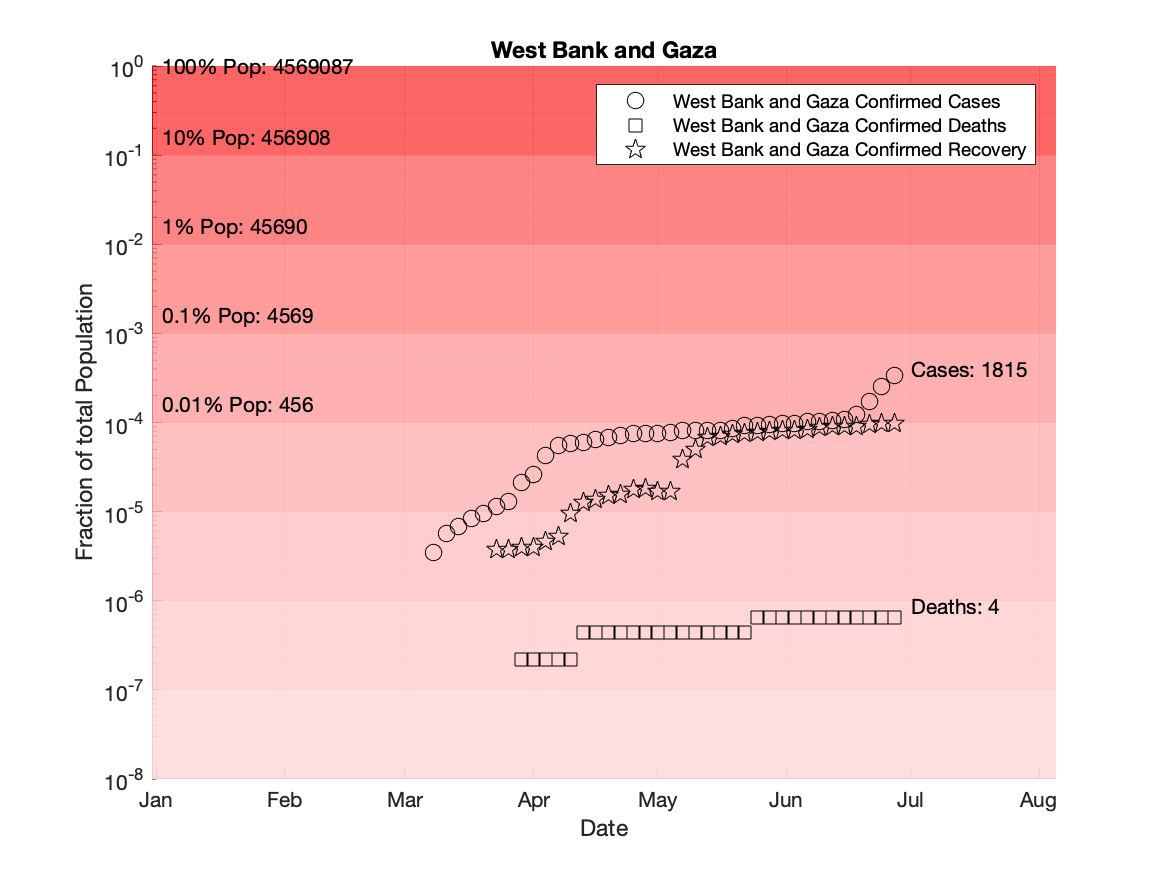 West Bank and Gaza
10^0
100% Pop: 4569087
West Bank and Gaza Confirmed Cases
West Bank and Gaza Confirmed Deaths
10% Pop: 456908
West Bank and Gaza Confirmed Recovery
10^-1
1% Pop: 45690
10^-2
0.1% Pop: 4569
10^-3
Cases: 1815
0.01% Pop: 456
10^-4
10^-5
10^-6
Deaths: 4
10^-7
10^-8
Fraction of total Population
Jan Feb Mar Apr May Jun Jul Aug
Date